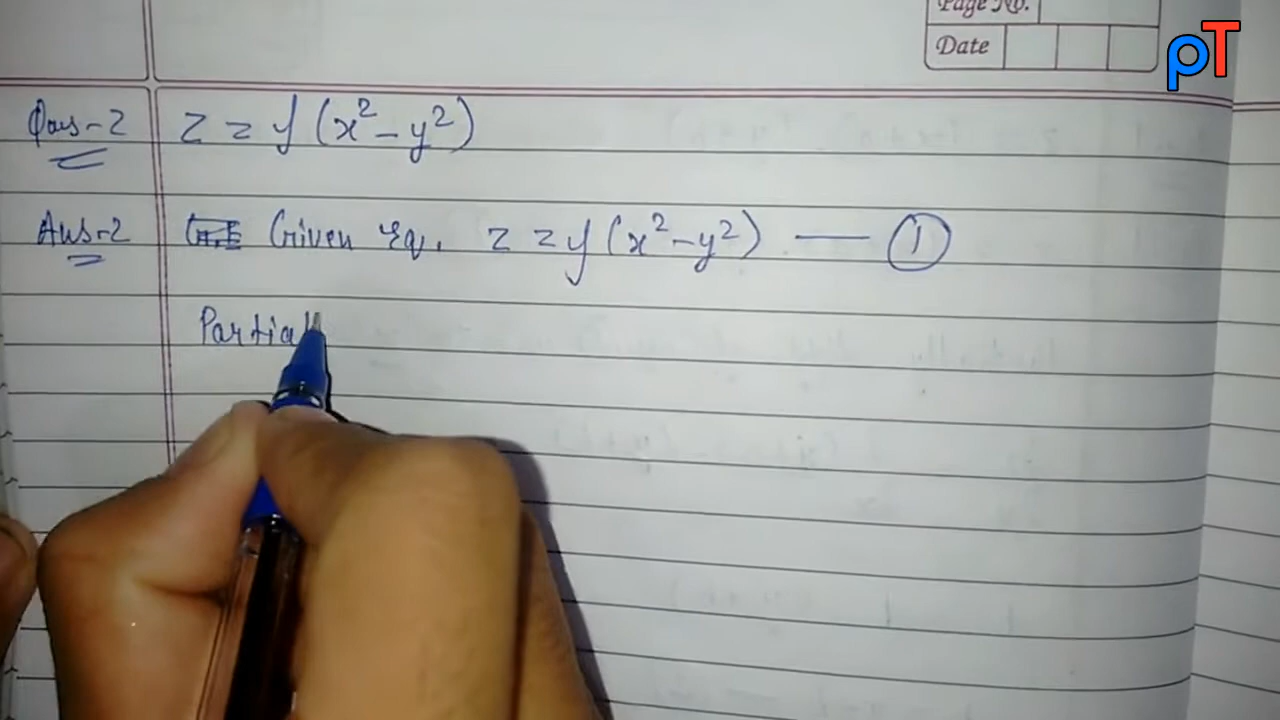 Page No.
Date
pT
Ques-2 z = f(x²-y²)
Ans-2 Given Eq. z = f(x²-y²) — ①
Partial